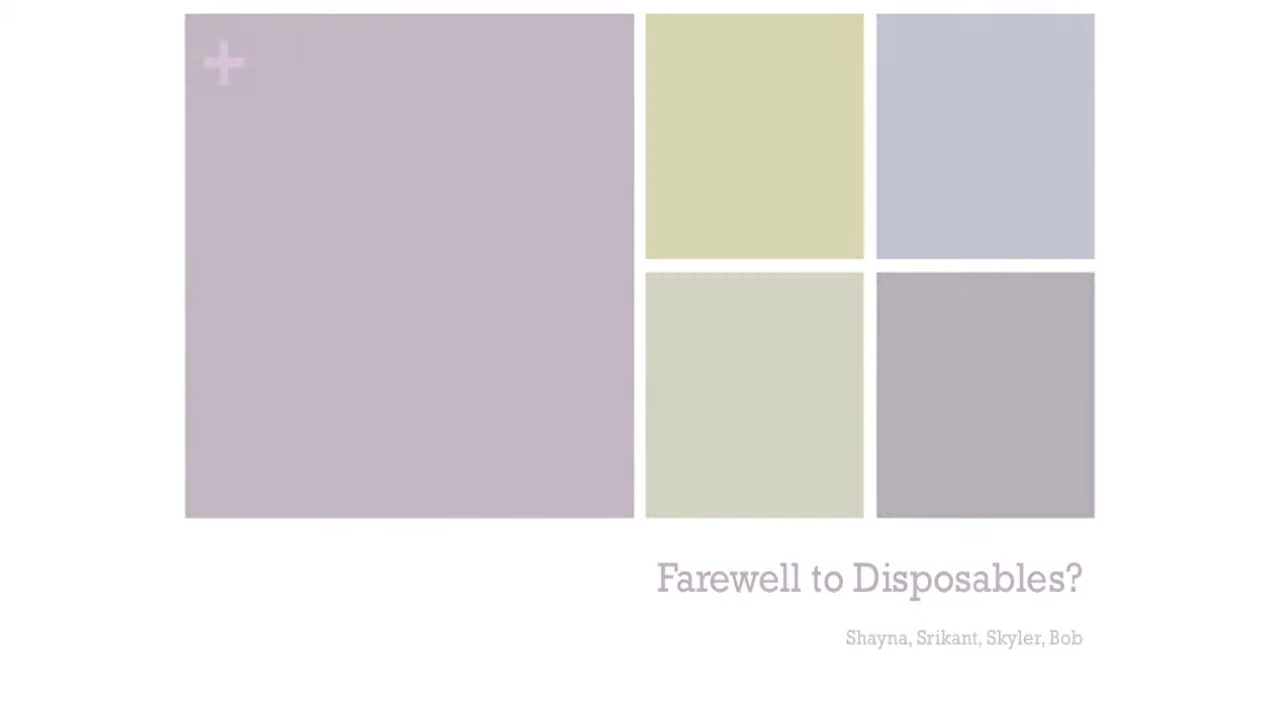 +
Farewell to Disposables?
Shayna, Srikant, Skyler, Bob